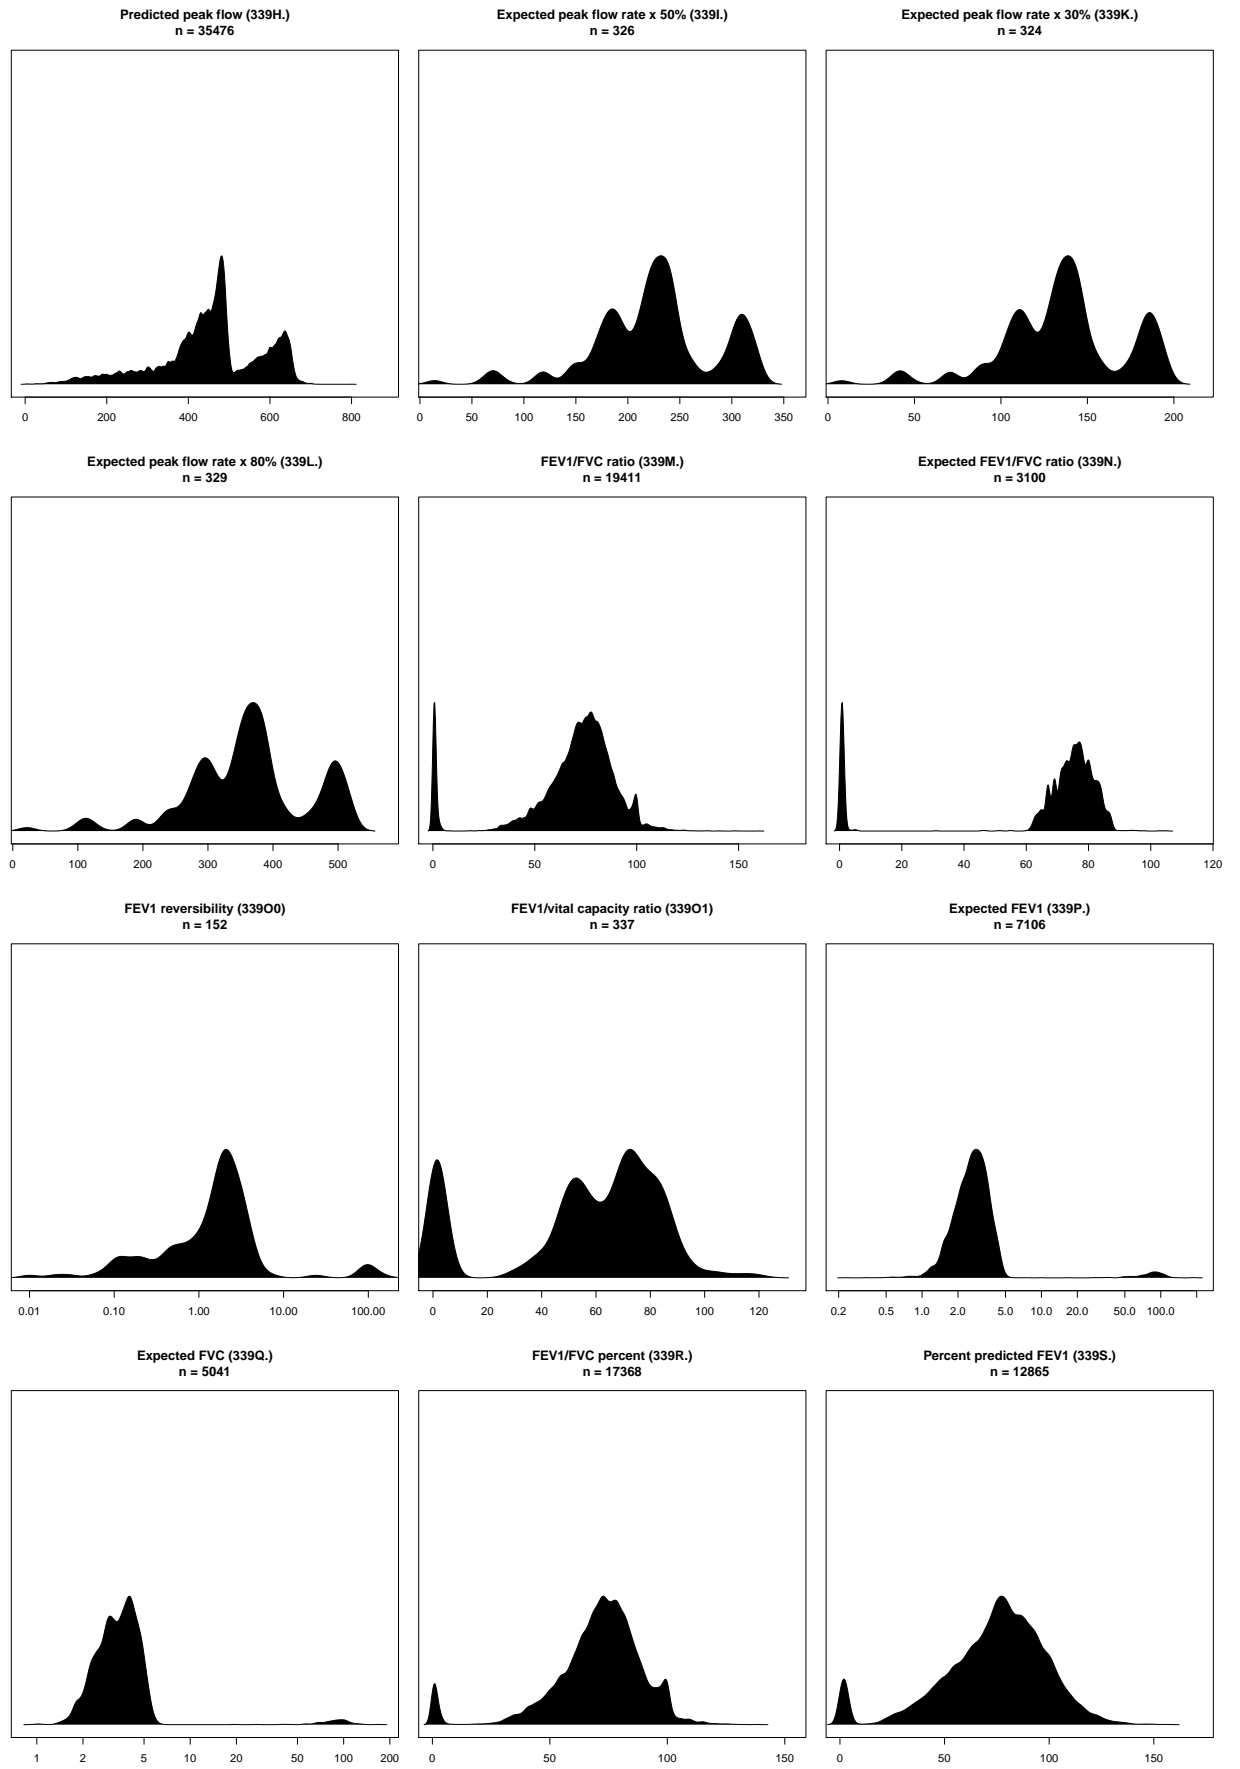 Predicted peak flow (339H.)
n = 35476
0 200 400 600 800
Expected peak flow rate x 50% (339I.)
n = 326
0 50 100 150 200 250 300 350
Expected peak flow rate x 30% (339K.)
n = 324
0 50 100 150 200
Expected peak flow rate x 80% (339L.)
n = 329
0 100 200 300 400 500
FEV1/FVC ratio (339M.)
n = 19411
0 50 100 150
Expected FEV1/FVC ratio (339N.)
n = 3100
0 20 40 60 80 100 120
FEV1 reversibility (339O0)
n = 152
0.01 0.10 1.00 10.00 100.00
FEV1/vital capacity ratio (339O1)
n = 337
0 20 40 60 80 100 120
Expected FEV1 (339P.)
n = 7106
0.2 0.5 1.0 2.0 5.0 10.0 20.0 50.0 100.0
Expected FVC (339Q.)
n = 5041
1 2 5 10 20 50 100 200
FEV1/FVC percent (339R.)
n = 17368
0 50 100 150
Percent predicted FEV1 (339S.)
n = 12865
0 50 100 150